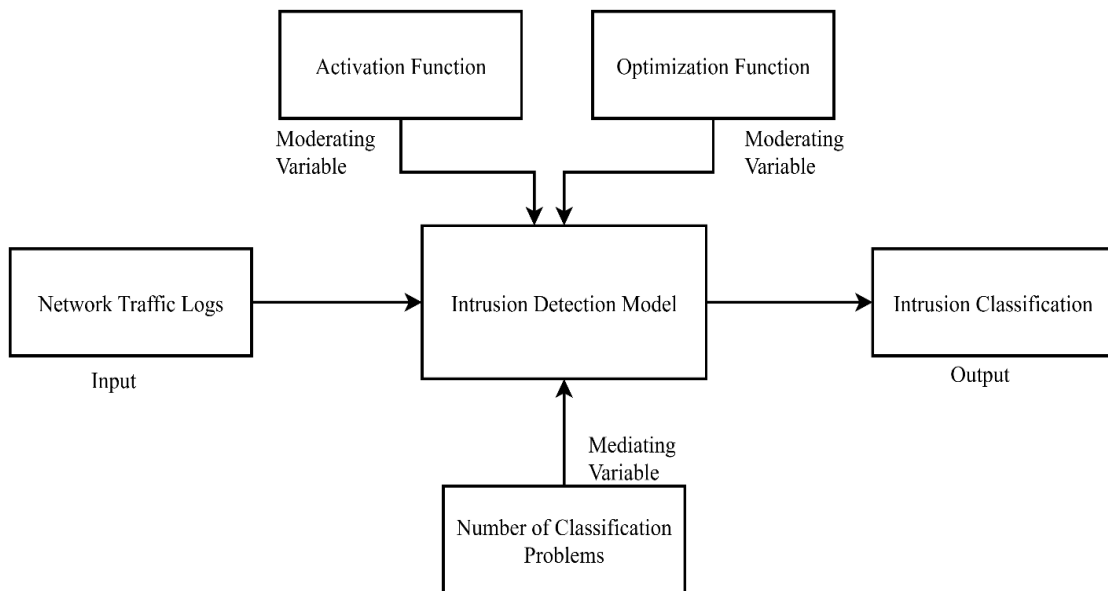 Activation Function
Optimization Function
Moderating
Variable
Moderating
Variable
Network Traffic Logs
Intrusion Detection Model
Intrusion Classification
Input
Output
Mediating
Variable
Number of Classification
Problems